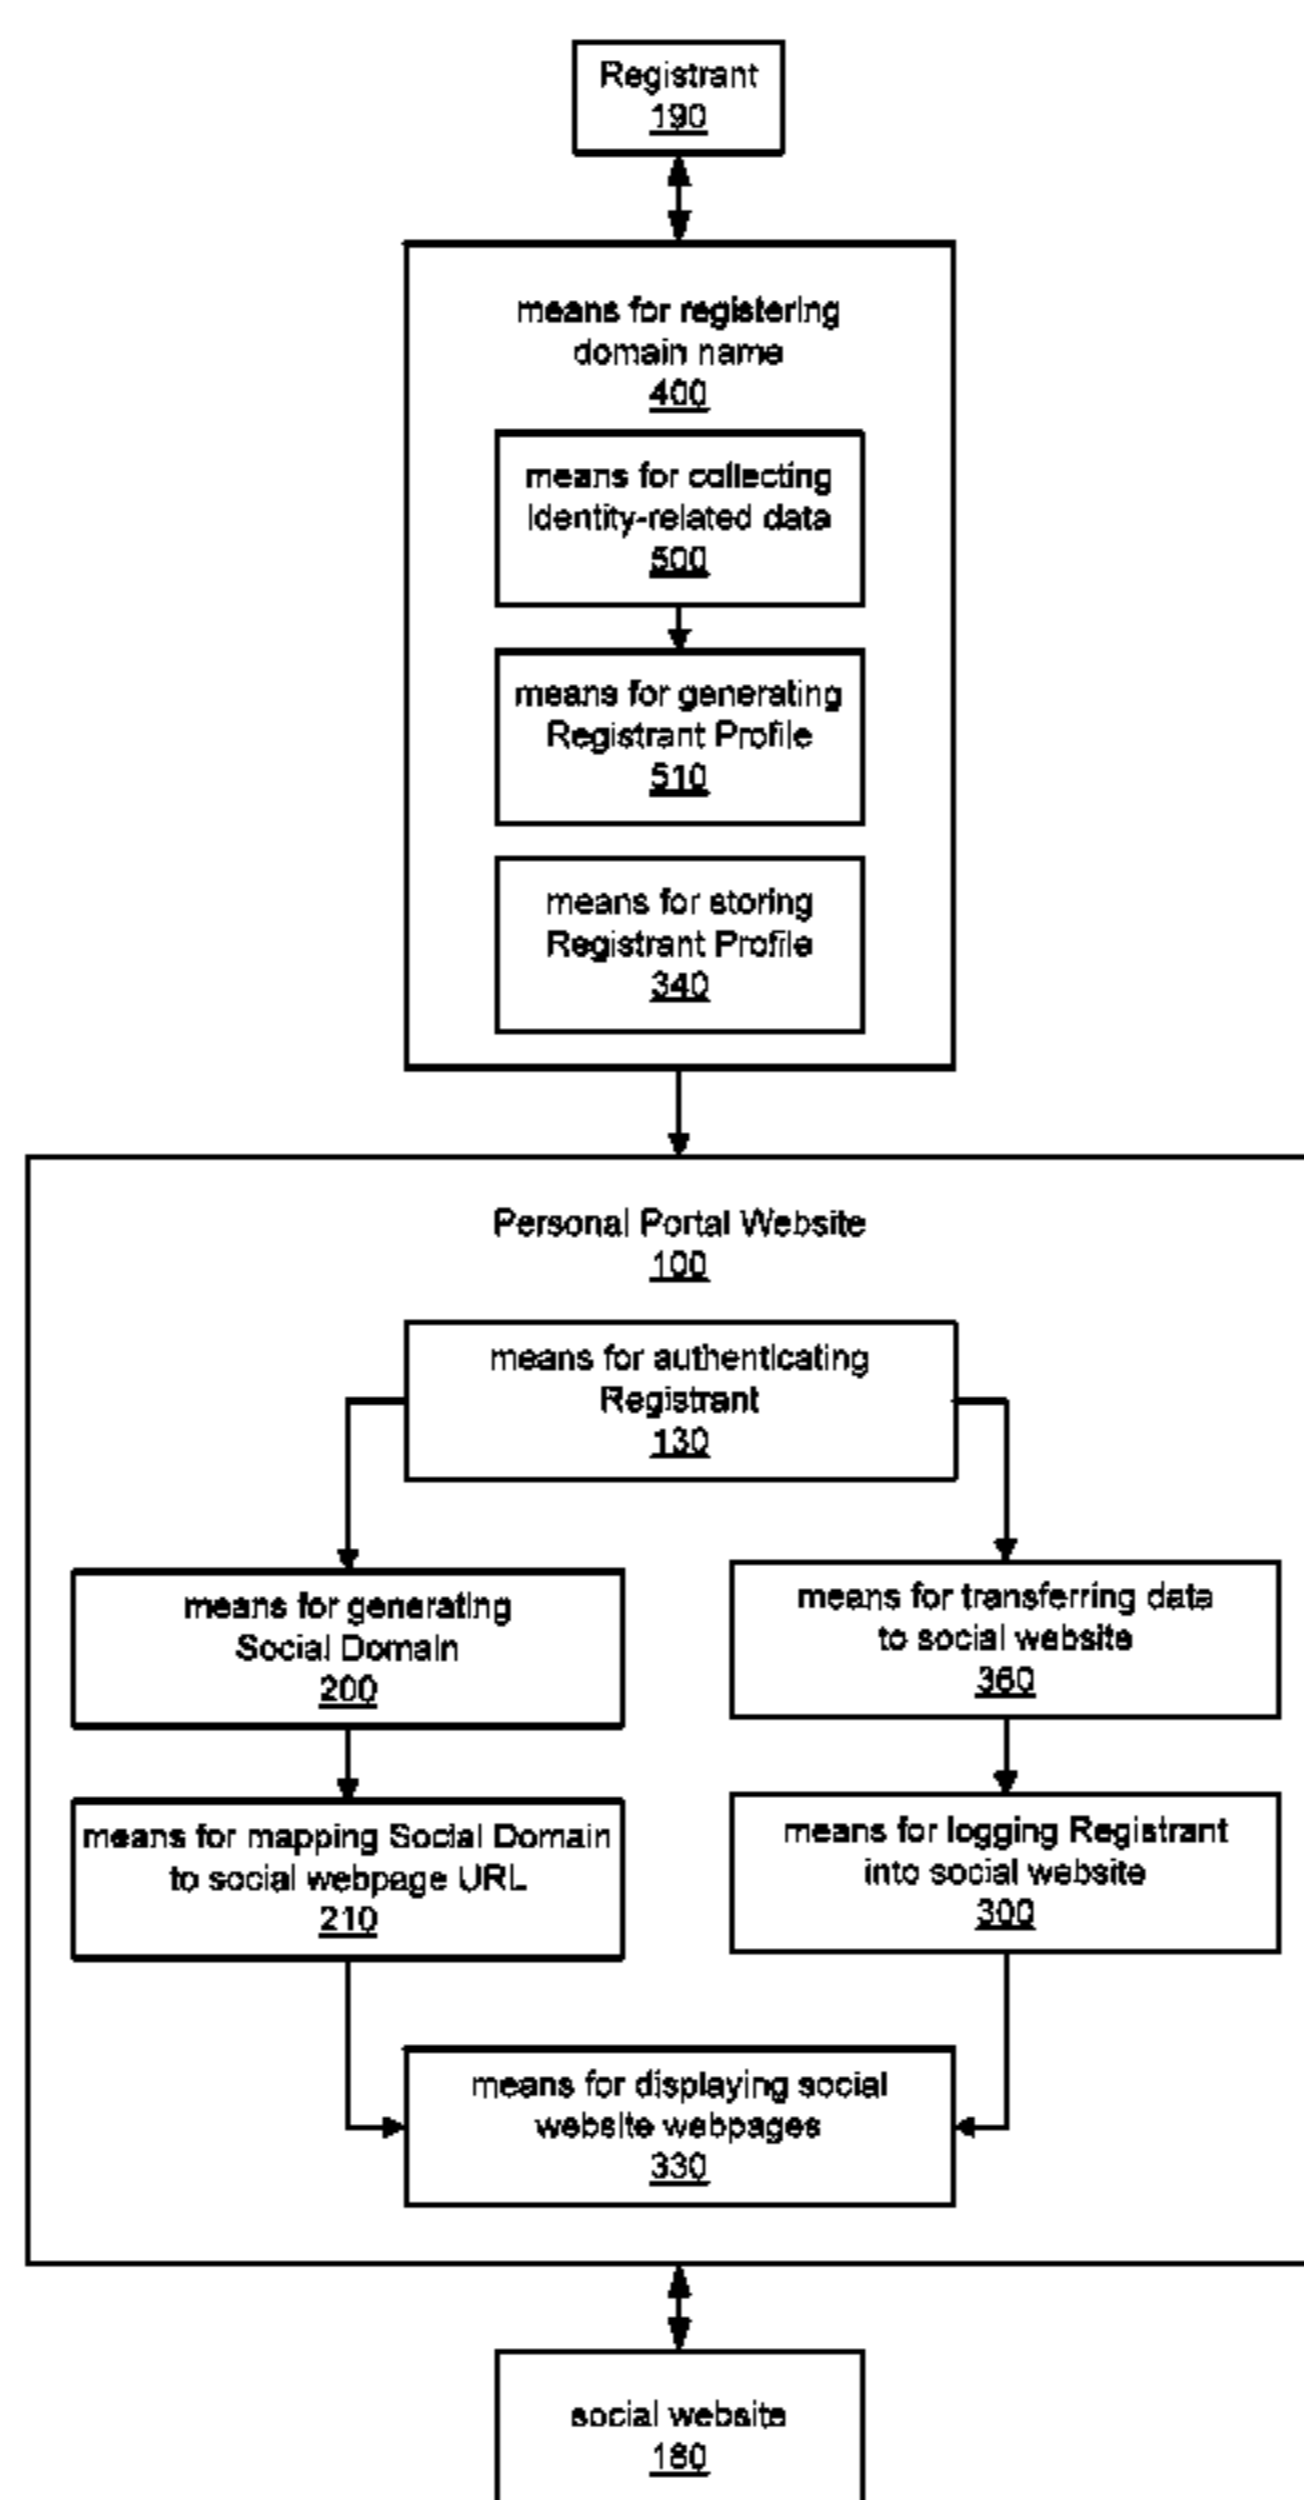 Registrant
190
means for registering
domain name
400
means for collecting
identity-related data
500
means for generating
Registrant Profile
510
means for storing
Registrant Profile
340
Personal Portal Website
100
means for authenticating
Registrant
130
means for generating
Social Domain
200
means for transferring data
to social website
360
means for mapping Social Domain
to social webpage URL
210
means for logging Registrant
into social website
300
means for displaying social
website webpages
330
social website
180